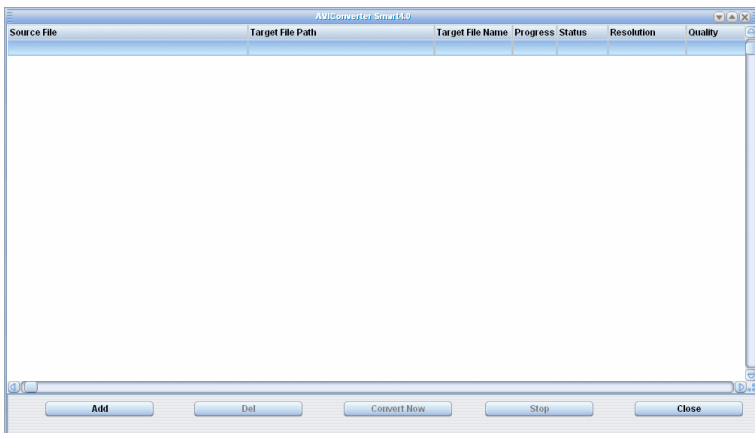 AVIConverter Smart4.0
Source File Target File Path Target File Name Progress Status Resolution Quality
Add Del Convert Now Stop Close